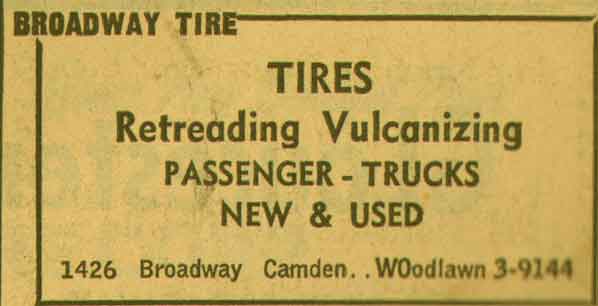 BROADWAY TIRE
TIRES
Retreading Vulcanizing
PASSENGER - TRUCKS
NEW & USED
1426 Broadway Camden. . WOodlawn 3-9144